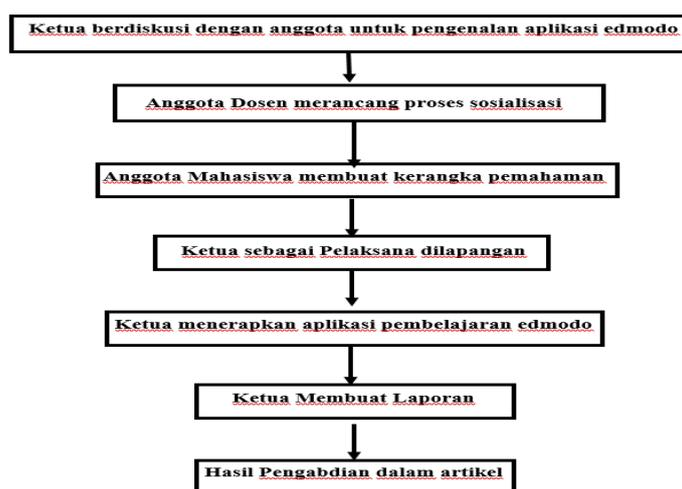 Ketua berdiskusi dengan anggota untuk pengenalan aplikasi edmodo
Anggota Dosen merancang proses sosialisasi
Anggota Mahasiswa membuat kerangka pemahaman
Ketua sebagai Pelaksana dilapangan
Ketua menerapkan aplikasi pembelajaran edmodo
Ketua Membuat Laporan
Hasil Pengabdian dalam artikel